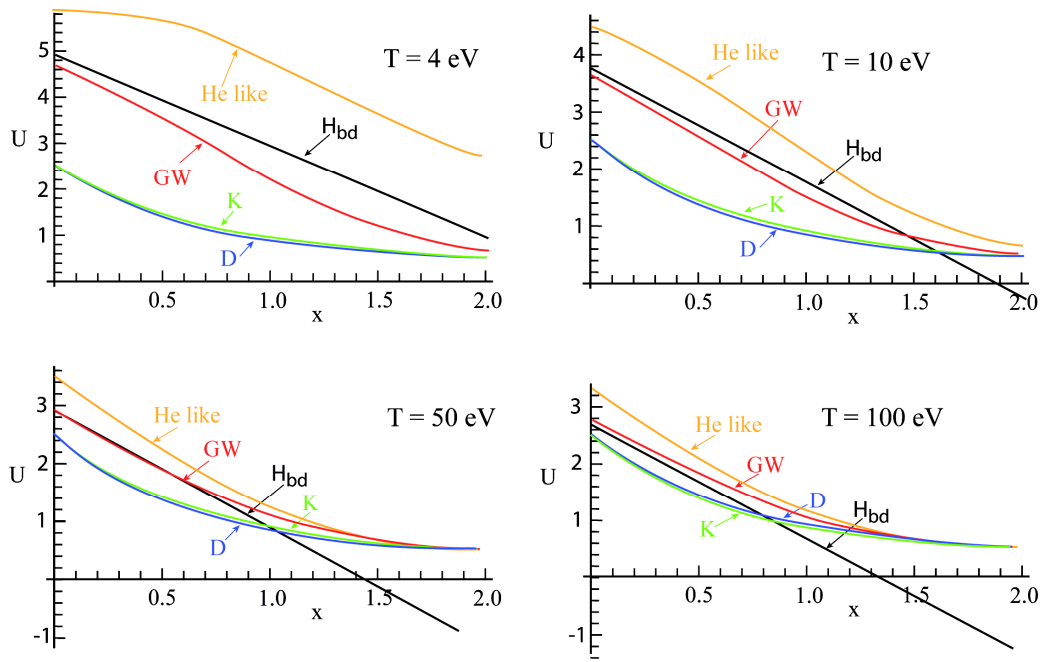 T = 4 eV
He like
H_bd
GW
K
D
U
5
4
3
2
1
0.5
1.0
1.5
2.0
x
T = 10 eV
He like
GW
H_bd
K
D
U
4
3
2
1
0.5
1.0
1.5
2.0
x
T = 50 eV
He like
GW
H_bd
K
D
U
3
2
1
-1
0.5
1.0
1.5
2.0
x
T = 100 eV
He like
GW
D
H_bd
K
U
3
2
1
-1
0.5
1.0
1.5
2.0
x